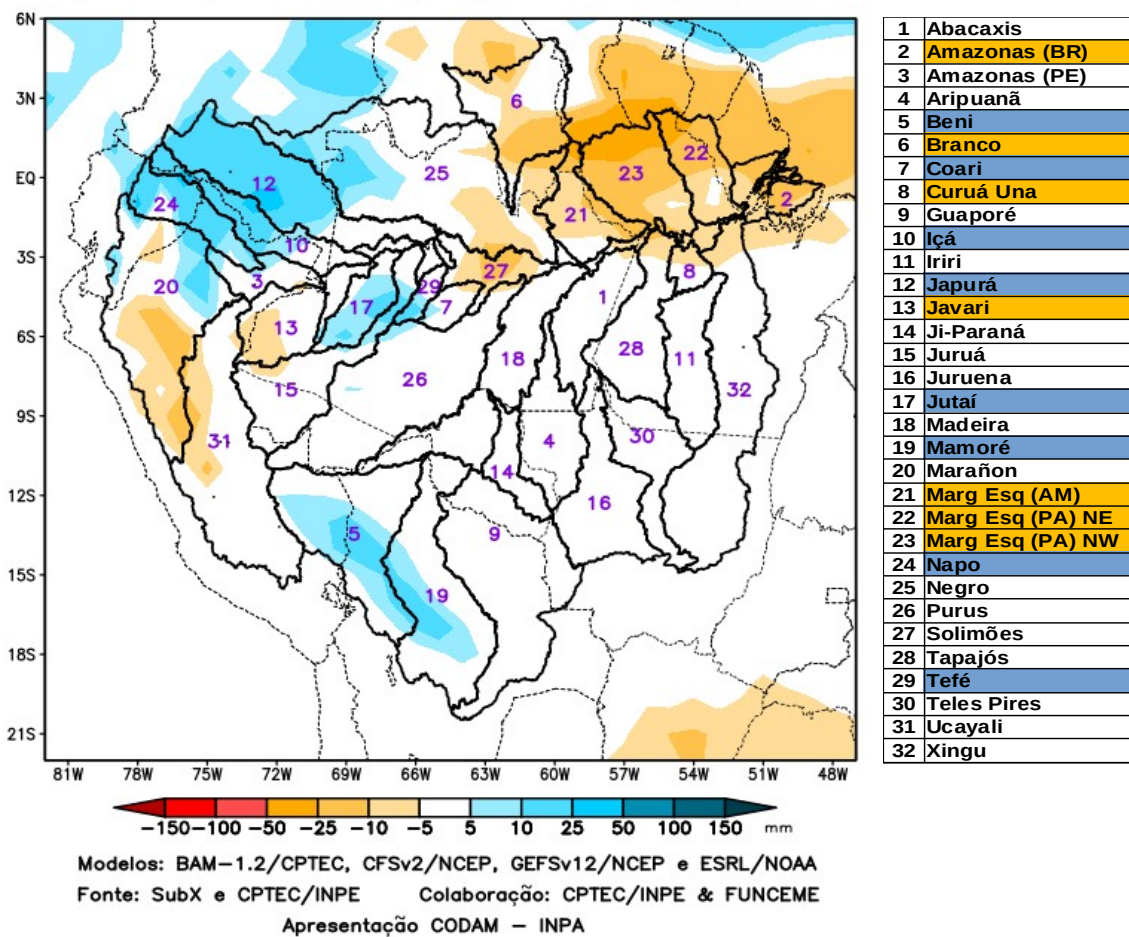 6N
3N
EQ
3S
6S
9S
12S
15S
18S
21S
81W 78W 75W 72W 69W 66W 63W 60W 57W 54W 51W 48W
6
25
22
12
23
2
24
21
10
27
3
8
20
29
17
7
1
13
28
18
11
15
26
32
31
30
4
14
16
5
9
19
1 Abacaxis
2 Amazonas (BR)
3 Amazonas (PE)
4 Aripuanã
5 Beni
6 Branco
7 Coari
8 Curuá Una
9 Guaporé
10 Içá
11 Iriri
12 Japurá
13 Javari
14 Ji-Paraná
15 Juruá
16 Juruena
17 Jutaí
18 Madeira
19 Mamoré
20 Marañon
21 Marg Esq (AM)
22 Marg Esq (PA) NE
23 Marg Esq (PA) NW
24 Napo
25 Negro
26 Purus
27 Solimões
28 Tapajós
29 Tefé
30 Teles Pires
31 Ucayali
32 Xingu
-150 -100 -50 -25 -10 -5 5 10 25 50 100 150 mm
Modelos: BAM-1.2/CPTEC, CFSv2/NCEP, GEFSv12/NCEP e ESRL/NOAA
Fonte: SubX e CPTEC/INPE Colaboração: CPTEC/INPE & FUNCEME
Apresentação CODAM - INPA